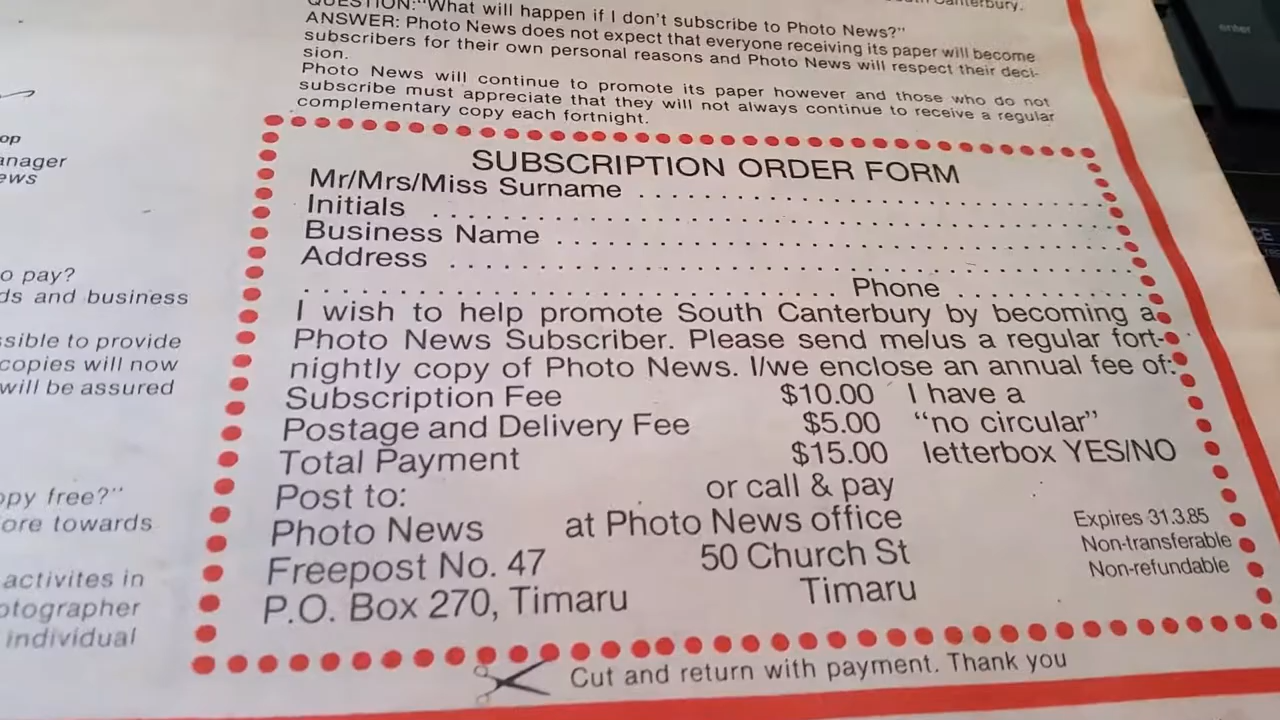 QUESTION: "What will happen if I don't subscribe to Photo News?"
ANSWER: Photo News does not expect that everyone receiving its paper will become
subscribers for their own personal reasons and Photo News will respect their deci-
sion.
Photo News will continue to promote its paper however and those who do not
subscribe must appreciate that they will not always continue to receive a regular
complementary copy each fortnight.
SUBSCRIPTION ORDER FORM
Mr/Mrs/Miss Surname
Initials
Business Name
Address
Phone
I wish to help promote South Canterbury by becoming a
Photo News Subscriber. Please send me/us a regular fort-
nightly copy of Photo News. I/we enclose an annual fee of:
Subscription Fee $10.00 I have a
Postage and Delivery Fee $5.00 "no circular"
Total Payment $15.00 letterbox YES/NO
Post to: or call & pay
Photo News at Photo News office
Freepost No. 47 50 Church St
P.O. Box 270, Timaru Timaru
Expires 31.3.85
Non-transferable
Non-refundable
Cut and return with payment. Thank you
op
anager
ews
o pay?
ds and business
ssible to provide
copies will now
will be assured
opy free?"
ore towards
activites in
otographer
individual
enter